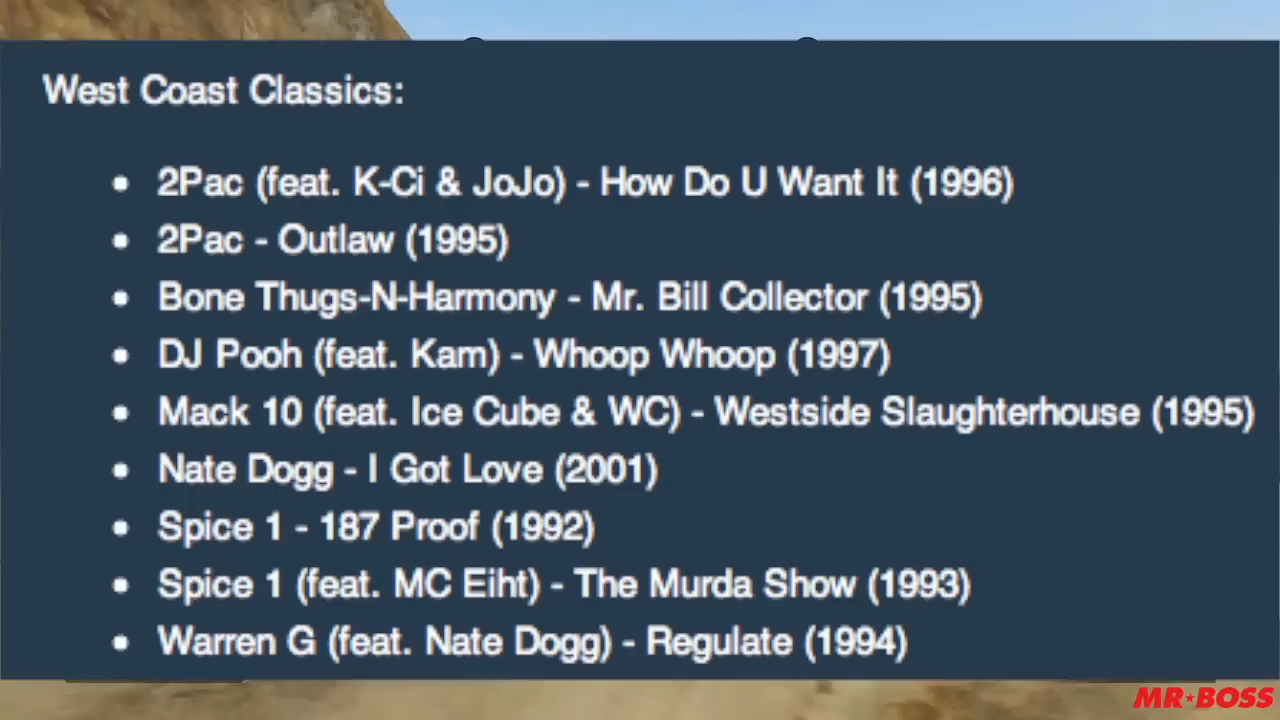 West Coast Classics:
• 2Pac (feat. K-Ci & JoJo) - How Do U Want It (1996)
• 2Pac - Outlaw (1995)
• Bone Thugs-N-Harmony - Mr. Bill Collector (1995)
• DJ Pooh (feat. Kam) - Whoop Whoop (1997)
• Mack 10 (feat. Ice Cube & WC) - Westside Slaughterhouse (1995)
• Nate Dogg - I Got Love (2001)
• Spice 1 - 187 Proof (1992)
• Spice 1 (feat. MC Eiht) - The Murda Show (1993)
• Warren G (feat. Nate Dogg) - Regulate (1994)
MR★BOSS